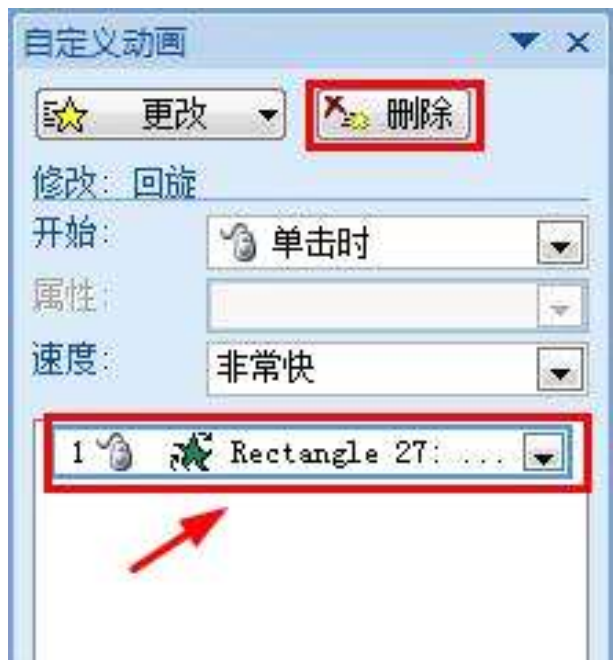 自定义动画
更改 删除
修改: 回旋
开始: 单击时
属性:
速度: 非常快
1 Rectangle 27: ...